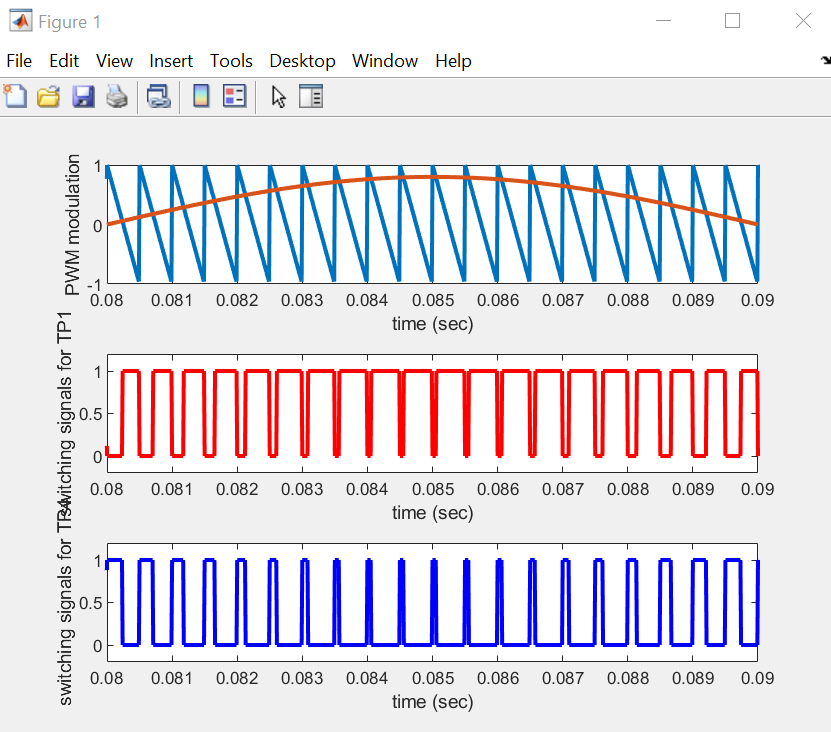 Figure 1
File Edit View Insert Tools Desktop Window Help
PWM modulation
1
0
-1
0.08 0.081 0.082 0.083 0.084 0.085 0.086 0.087 0.088 0.089 0.09
time (sec)
switching signals for TP1
1
0.5
0
0.08 0.081 0.082 0.083 0.084 0.085 0.086 0.087 0.088 0.089 0.09
time (sec)
switching signals for TP4
1
0.5
0
0.08 0.081 0.082 0.083 0.084 0.085 0.086 0.087 0.088 0.089 0.09
time (sec)